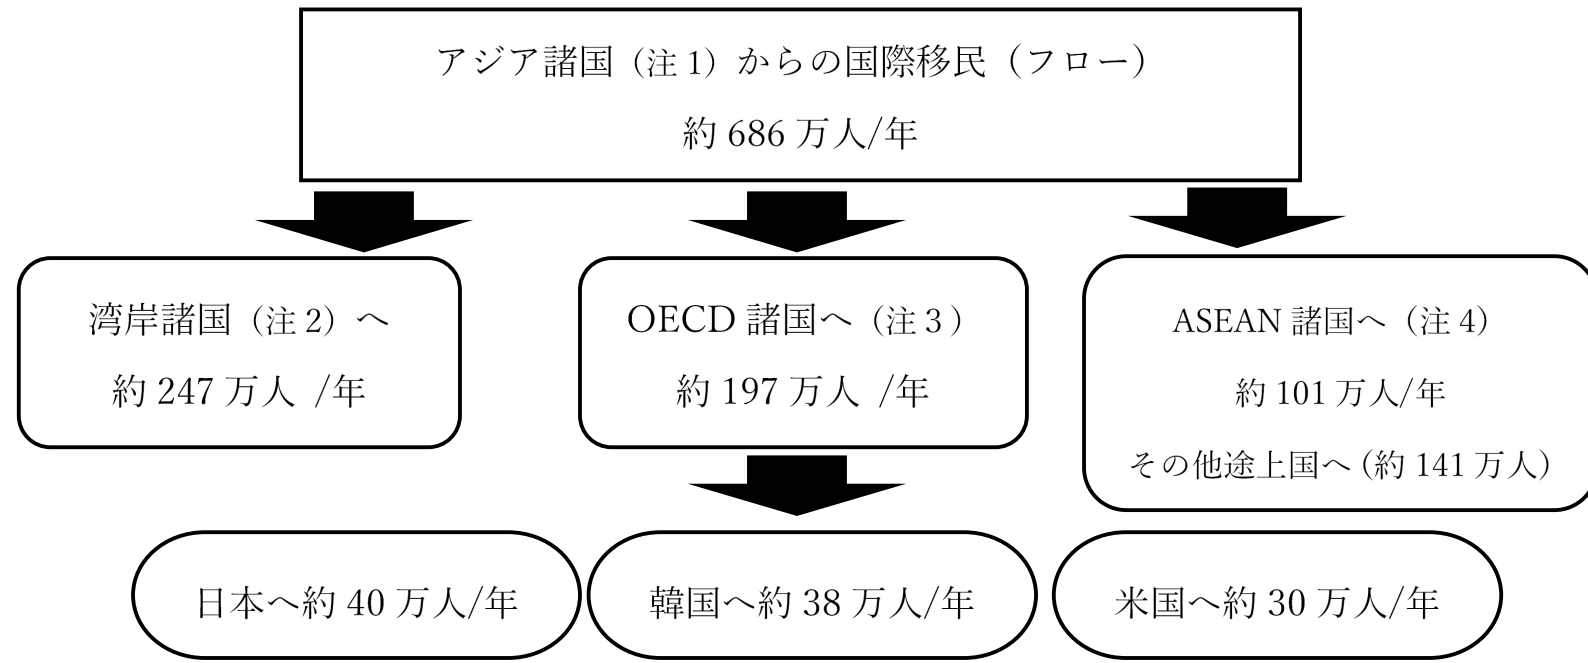 アジア諸国（注 1）からの国際移民（フロー）
約 686 万人/年
湾岸諸国（注 2）へ
約 247 万人 /年
OECD 諸国へ（注 3 ）
約 197 万人 /年
ASEAN 諸国へ（注 4）
約 101 万人/年
その他途上国へ (約 141 万人）
日本へ約 40 万人/年
韓国へ約 38 万人/年
米国へ約 30 万人/年